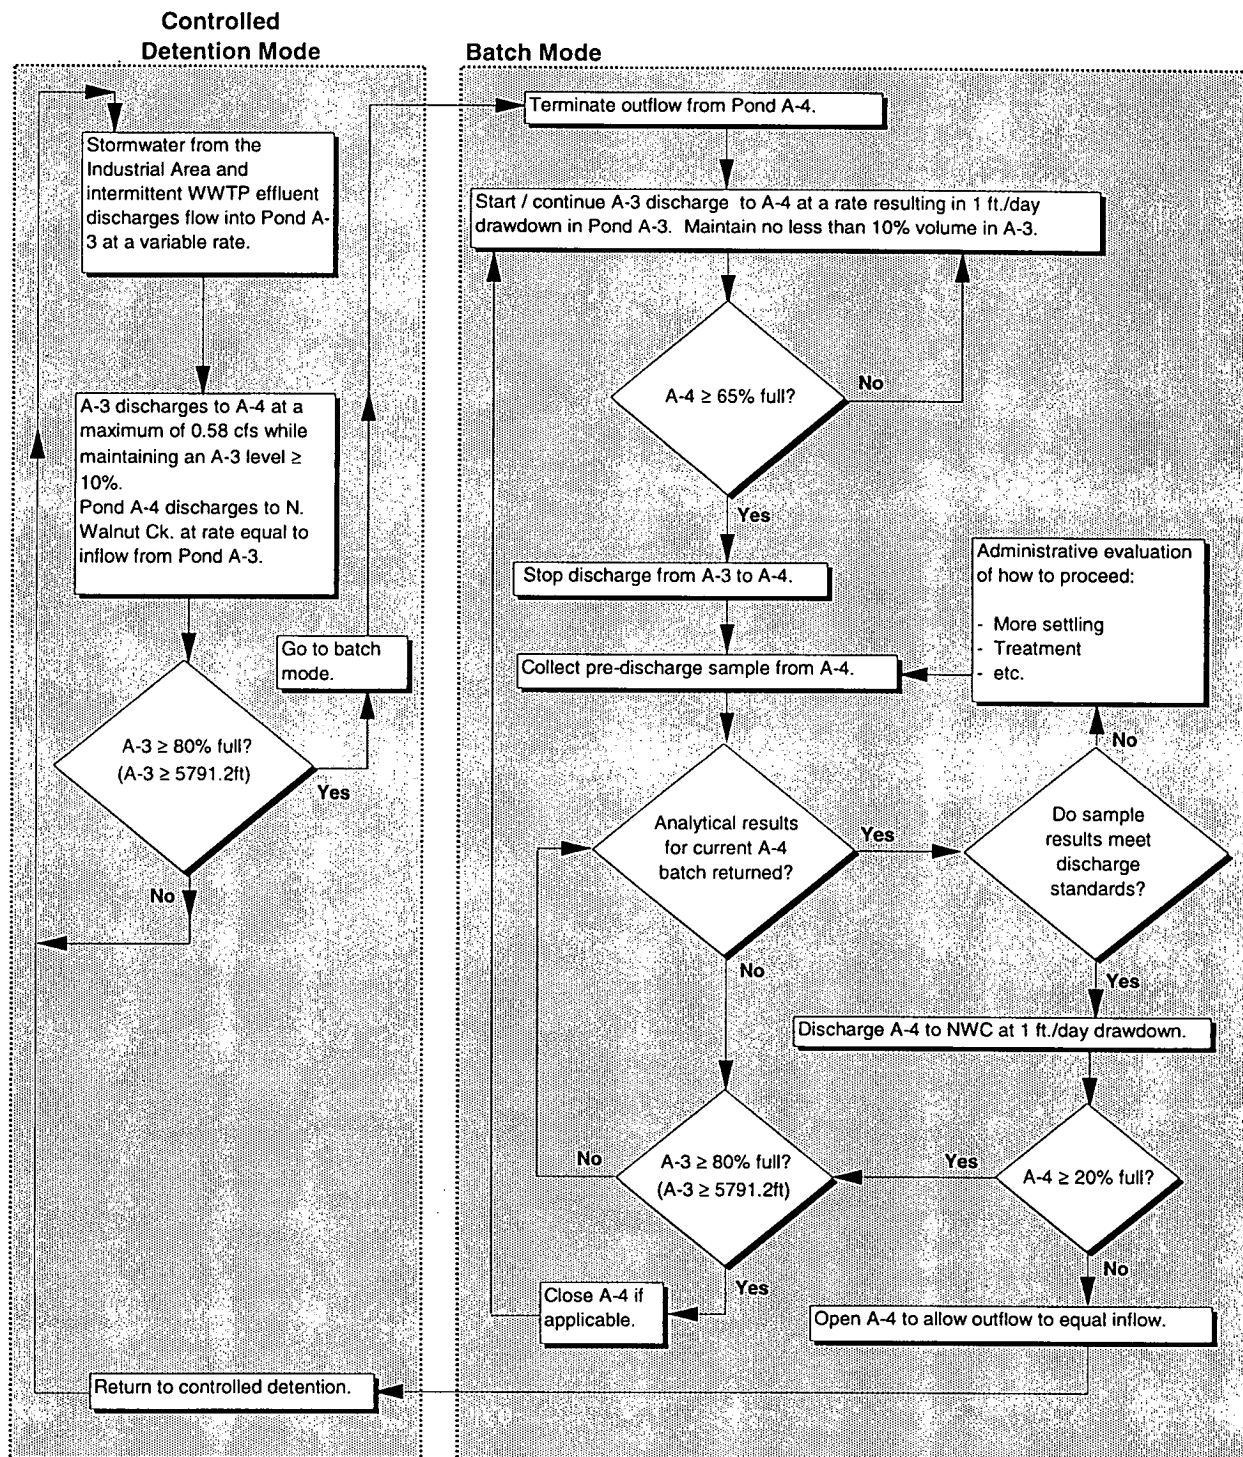 Controlled
Detention Mode
Stormwater from the
Industrial Area and
intermittent WWTP effluent
discharges flow into Pond A-
3 at a variable rate.
A-3 discharges to A-4 at a
maximum of 0.58 cfs while
maintaining an A-3 level ≥
10%.
Pond A-4 discharges to N.
Walnut Ck. at rate equal to
inflow from Pond A-3.
Go to batch
mode.
A-3 ≥ 80% full?
(A-3 ≥ 5791.2ft)
Yes
No
Return to controlled detention.
Batch Mode
Terminate outflow from Pond A-4.
Start / continue A-3 discharge to A-4 at a rate resulting in 1 ft./day
drawdown in Pond A-3. Maintain no less than 10% volume in A-3.
A-4 ≥ 65% full?
No
Yes
Stop discharge from A-3 to A-4.
Collect pre-discharge sample from A-4.
Administrative evaluation
of how to proceed:
- More settling
- Treatment
- etc.
No
Analytical results
for current A-4
batch returned?
Yes
Do sample
results meet
discharge
standards?
No
Yes
Discharge A-4 to NWC at 1 ft./day drawdown.
No
A-3 ≥ 80% full?
(A-3 ≥ 5791.2ft)
Yes
A-4 ≥ 20% full?
Yes
No
Close A-4 if
applicable.
Open A-4 to allow outflow to equal inflow.